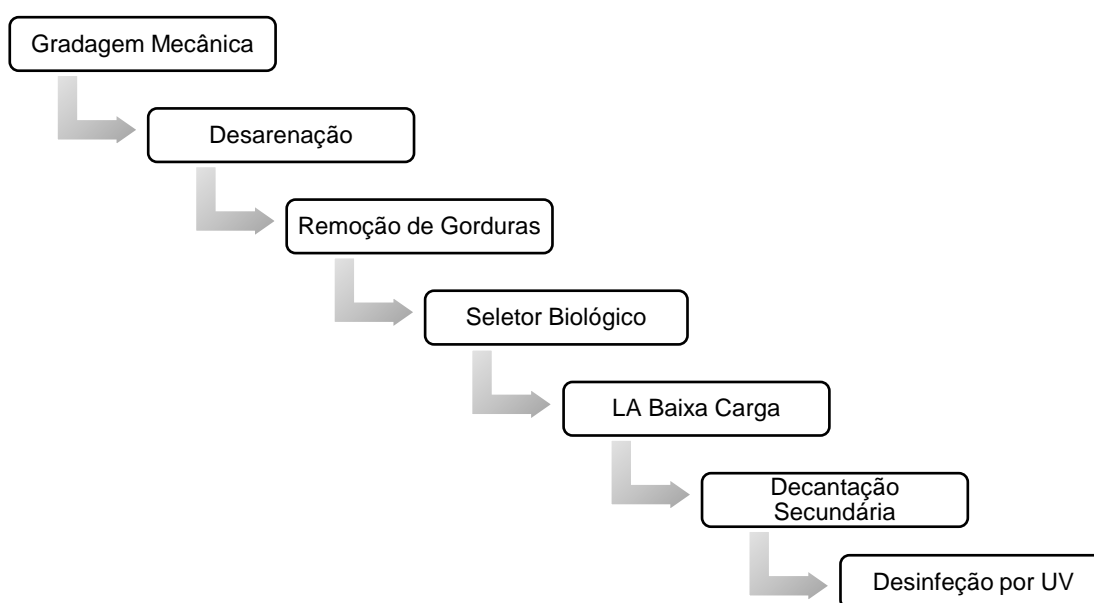 Gradagem Mecânica
Desarenação
Remoção de Gorduras
Seletor Biológico
LA Baixa Carga
Decantação
Secundária
Desinfeção por UV